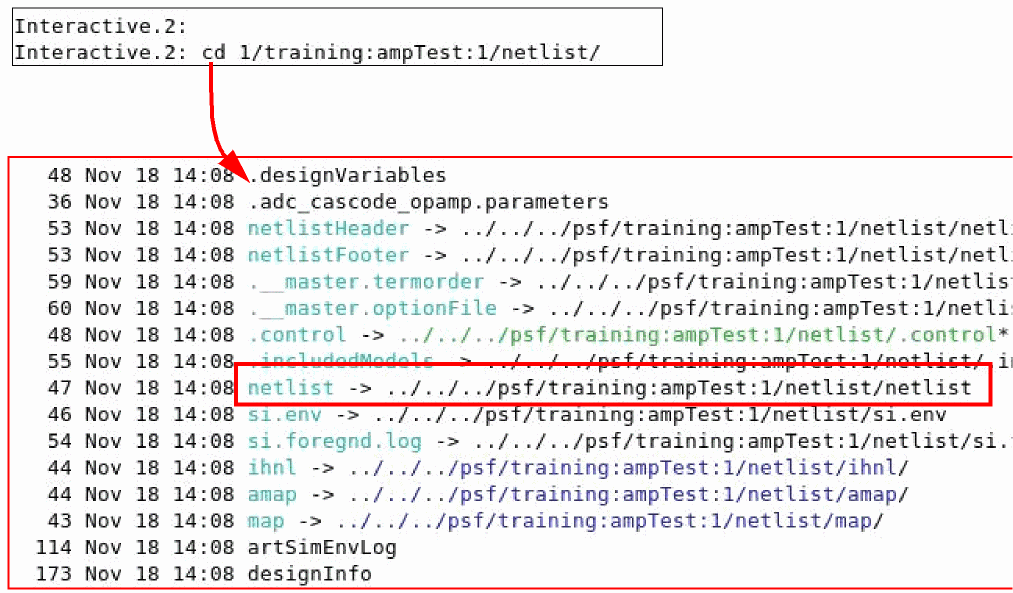 Interactive.2:
Interactive.2: cd 1/training:ampTest:1/netlist/
48 Nov 18 14:08 .designVariables
36 Nov 18 14:08 .adc_cascode_opamp.parameters
53 Nov 18 14:08 netlistHeader -> ../../../psf/training:ampTest:1/netlist/netl
53 Nov 18 14:08 netlistFooter -> ../../../psf/training:ampTest:1/netlist/netl
59 Nov 18 14:08 .__master.termorder -> ../../../psf/training:ampTest:1/netlist
60 Nov 18 14:08 .__master.optionFile -> ../../../psf/training:ampTest:1/netlis
48 Nov 18 14:08 .control -> ../../../psf/training:ampTest:1/netlist/.control*
55 Nov 18 14:08 .includedModels -> ../../../psf/training:ampTest:1/netlist/.in
47 Nov 18 14:08 netlist -> ../../../psf/training:ampTest:1/netlist/netlist
46 Nov 18 14:08 si.env -> ../../../psf/training:ampTest:1/netlist/si.env
54 Nov 18 14:08 si.foregnd.log -> ../../../psf/training:ampTest:1/netlist/si.
44 Nov 18 14:08 ihnl -> ../../../psf/training:ampTest:1/netlist/ihnl/
44 Nov 18 14:08 amap -> ../../../psf/training:ampTest:1/netlist/amap/
43 Nov 18 14:08 map -> ../../../psf/training:ampTest:1/netlist/map/
114 Nov 18 14:08 artSimEnvLog
173 Nov 18 14:08 designInfo